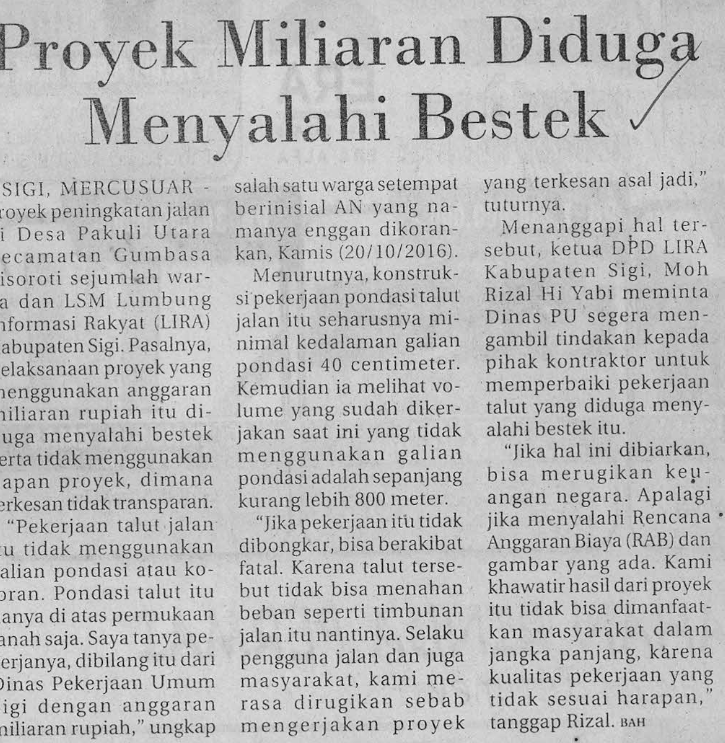 Proyek Miliaran Diduga
Menyalahi Bestek
SIGI, MERCUSUAR -
royek peningkatan jalan
i Desa Pakuli Utara
ecamatan Gumbasa
isoroti sejumlah war-
a dan LSM Lumbung
nformasi Rakyat (LIRA)
abupaten Sigi. Pasalnya,
elaksanaan proyek yang
enggunakan anggaran
iliaran rupiah itu di-
uga menyalahi bestek
erta tidak menggunakan
apan proyek, dimana
erkesan tidak transparan.
"Pekerjaan talut jalan
tu tidak menggunakan
alian pondasi atau ko-
oran. Pondasi talut itu
anya di atas permukaan
anah saja. Saya tanya pe-
erjanya, dibilang itu dari
Dinas Pekerjaan Umum
igi dengan anggaran
iliaran rupiah," ungkap
salah satu warga setempat
berinisial AN yang na-
manya enggan dikoran-
kan, Kamis (20/10/2016).
Menurutnya, konstruk-
si pekerjaan pondasi talut
jalan itu seharusnya mi-
nimal kedalaman galian
pondasi 40 centimeter.
Kemudian ia melihat vo-
lume yang sudah diker-
jakan saat ini yang tidak
menggunakan galian
pondasi adalah sepanjang
kurang lebih 800 meter.
"Jika pekerjaan itu tidak
dibongkar, bisa berakibat
fatal. Karena talut terse-
but tidak bisa menahan
beban seperti timbunan
jalan itu nantinya. Selaku
pengguna jalan dan juga
masyarakat, kami me-
rasa dirugikan sebab
mengerjakan proyek
yang terkesan asal jadi,"
tuturnya.
Menanggapi hal ter-
sebut, ketua DPD LIRA
Kabupaten Sigi, Moh
Rizal Hi Yabi meminta
Dinas PU segera men-
gambil tindakan kepada
pihak kontraktor untuk
memperbaiki pekerjaan
talut yang diduga meny-
alahi bestek itu.
"Jika hal ini dibiarkan,
bisa merugikan keu-
angan negara. Apalagi
jika menyalahi Rencana
Anggaran Biaya (RAB) dan
gambar yang ada. Kami
khawatir hasil dari proyek
itu tidak bisa dimanfaat-
kan masyarakat dalam
jangka panjang, karena
kualitas pekerjaan yang
tidak sesuai harapan,"
tanggap Rizal. BAH